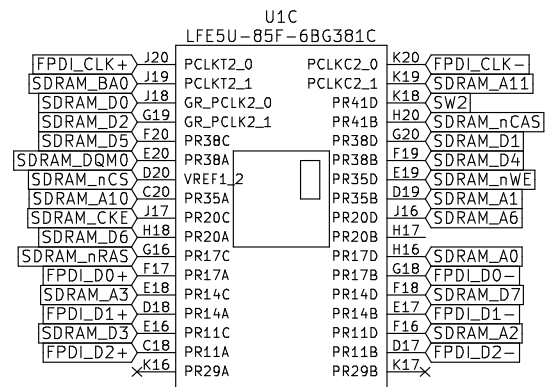 U1C
LFE5U-85F-6BG381C
FPDI_CLK+ J20 PCLKT2_0 PCLKC2_0 K20 FPDI_CLK-
SDRAM_BA0 K19 PCLKT2_1 PCLKC2_1 J19 SDRAM_A11
SDRAM_D0 J18 GR_PCLK2_0 PR41D K18 SW2
SDRAM_D2 G19 GR_PCLK2_1 PR41B H20 SDRAM_nCAS
SDRAM_D5 F20 PR38C PR38D G20 SDRAM_D1
SDRAM_DQM0 E20 PR38A PR38B F19 SDRAM_D4
SDRAM_nCS D20 VREF1_2 PR35D E19 SDRAM_nWE
SDRAM_A10 C20 PR35A PR35B D19 SDRAM_A1
SDRAM_CKE J17 PR20C PR20D J16 SDRAM_A6
SDRAM_D6 H18 PR20A PR20B H17
SDRAM_nRAS G16 PR17C PR17D H16 SDRAM_A0
FPDI_D0+ F17 PR17A PR17B G18 FPDI_D0-
SDRAM_A3 E18 PR14C PR14D F18 SDRAM_D7
FPDI_D1+ D18 PR14A PR14B E17 FPDI_D1-
SDRAM_D3 E16 PR11C PR11D F16 SDRAM_A2
FPDI_D2+ C18 PR11A PR11B D17 FPDI_D2-
K16 PR29A PR29B K17